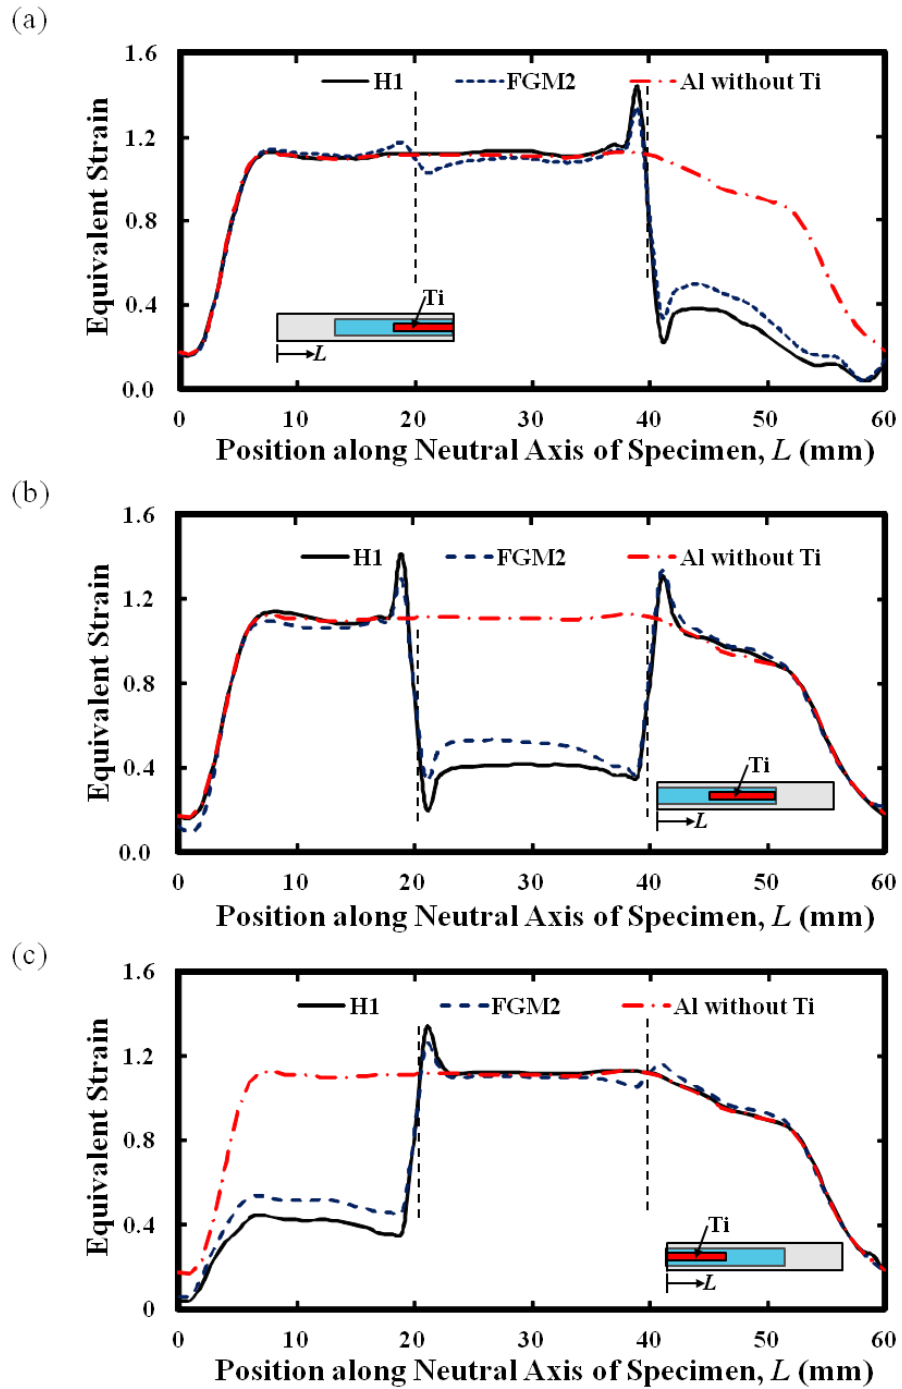 (a)
1.6
H1 FGM2 Al without Ti
1.2
Equivalent Strain
0.8
0.4
Ti
L
0.0
0 10 20 30 40 50 60
Position along Neutral Axis of Specimen, L (mm)
(b)
1.6
H1 FGM2 Al without Ti
1.2
Equivalent Strain
0.8
0.4
Ti
L
0.0
0 10 20 30 40 50 60
Position along Neutral Axis of Specimen, L (mm)
(c)
1.6
H1 FGM2 Al without Ti
1.2
Equivalent Strain
0.8
0.4
Ti
L
0
0 10 20 30 40 50 60
Position along Neutral Axis of Specimen, L (mm)